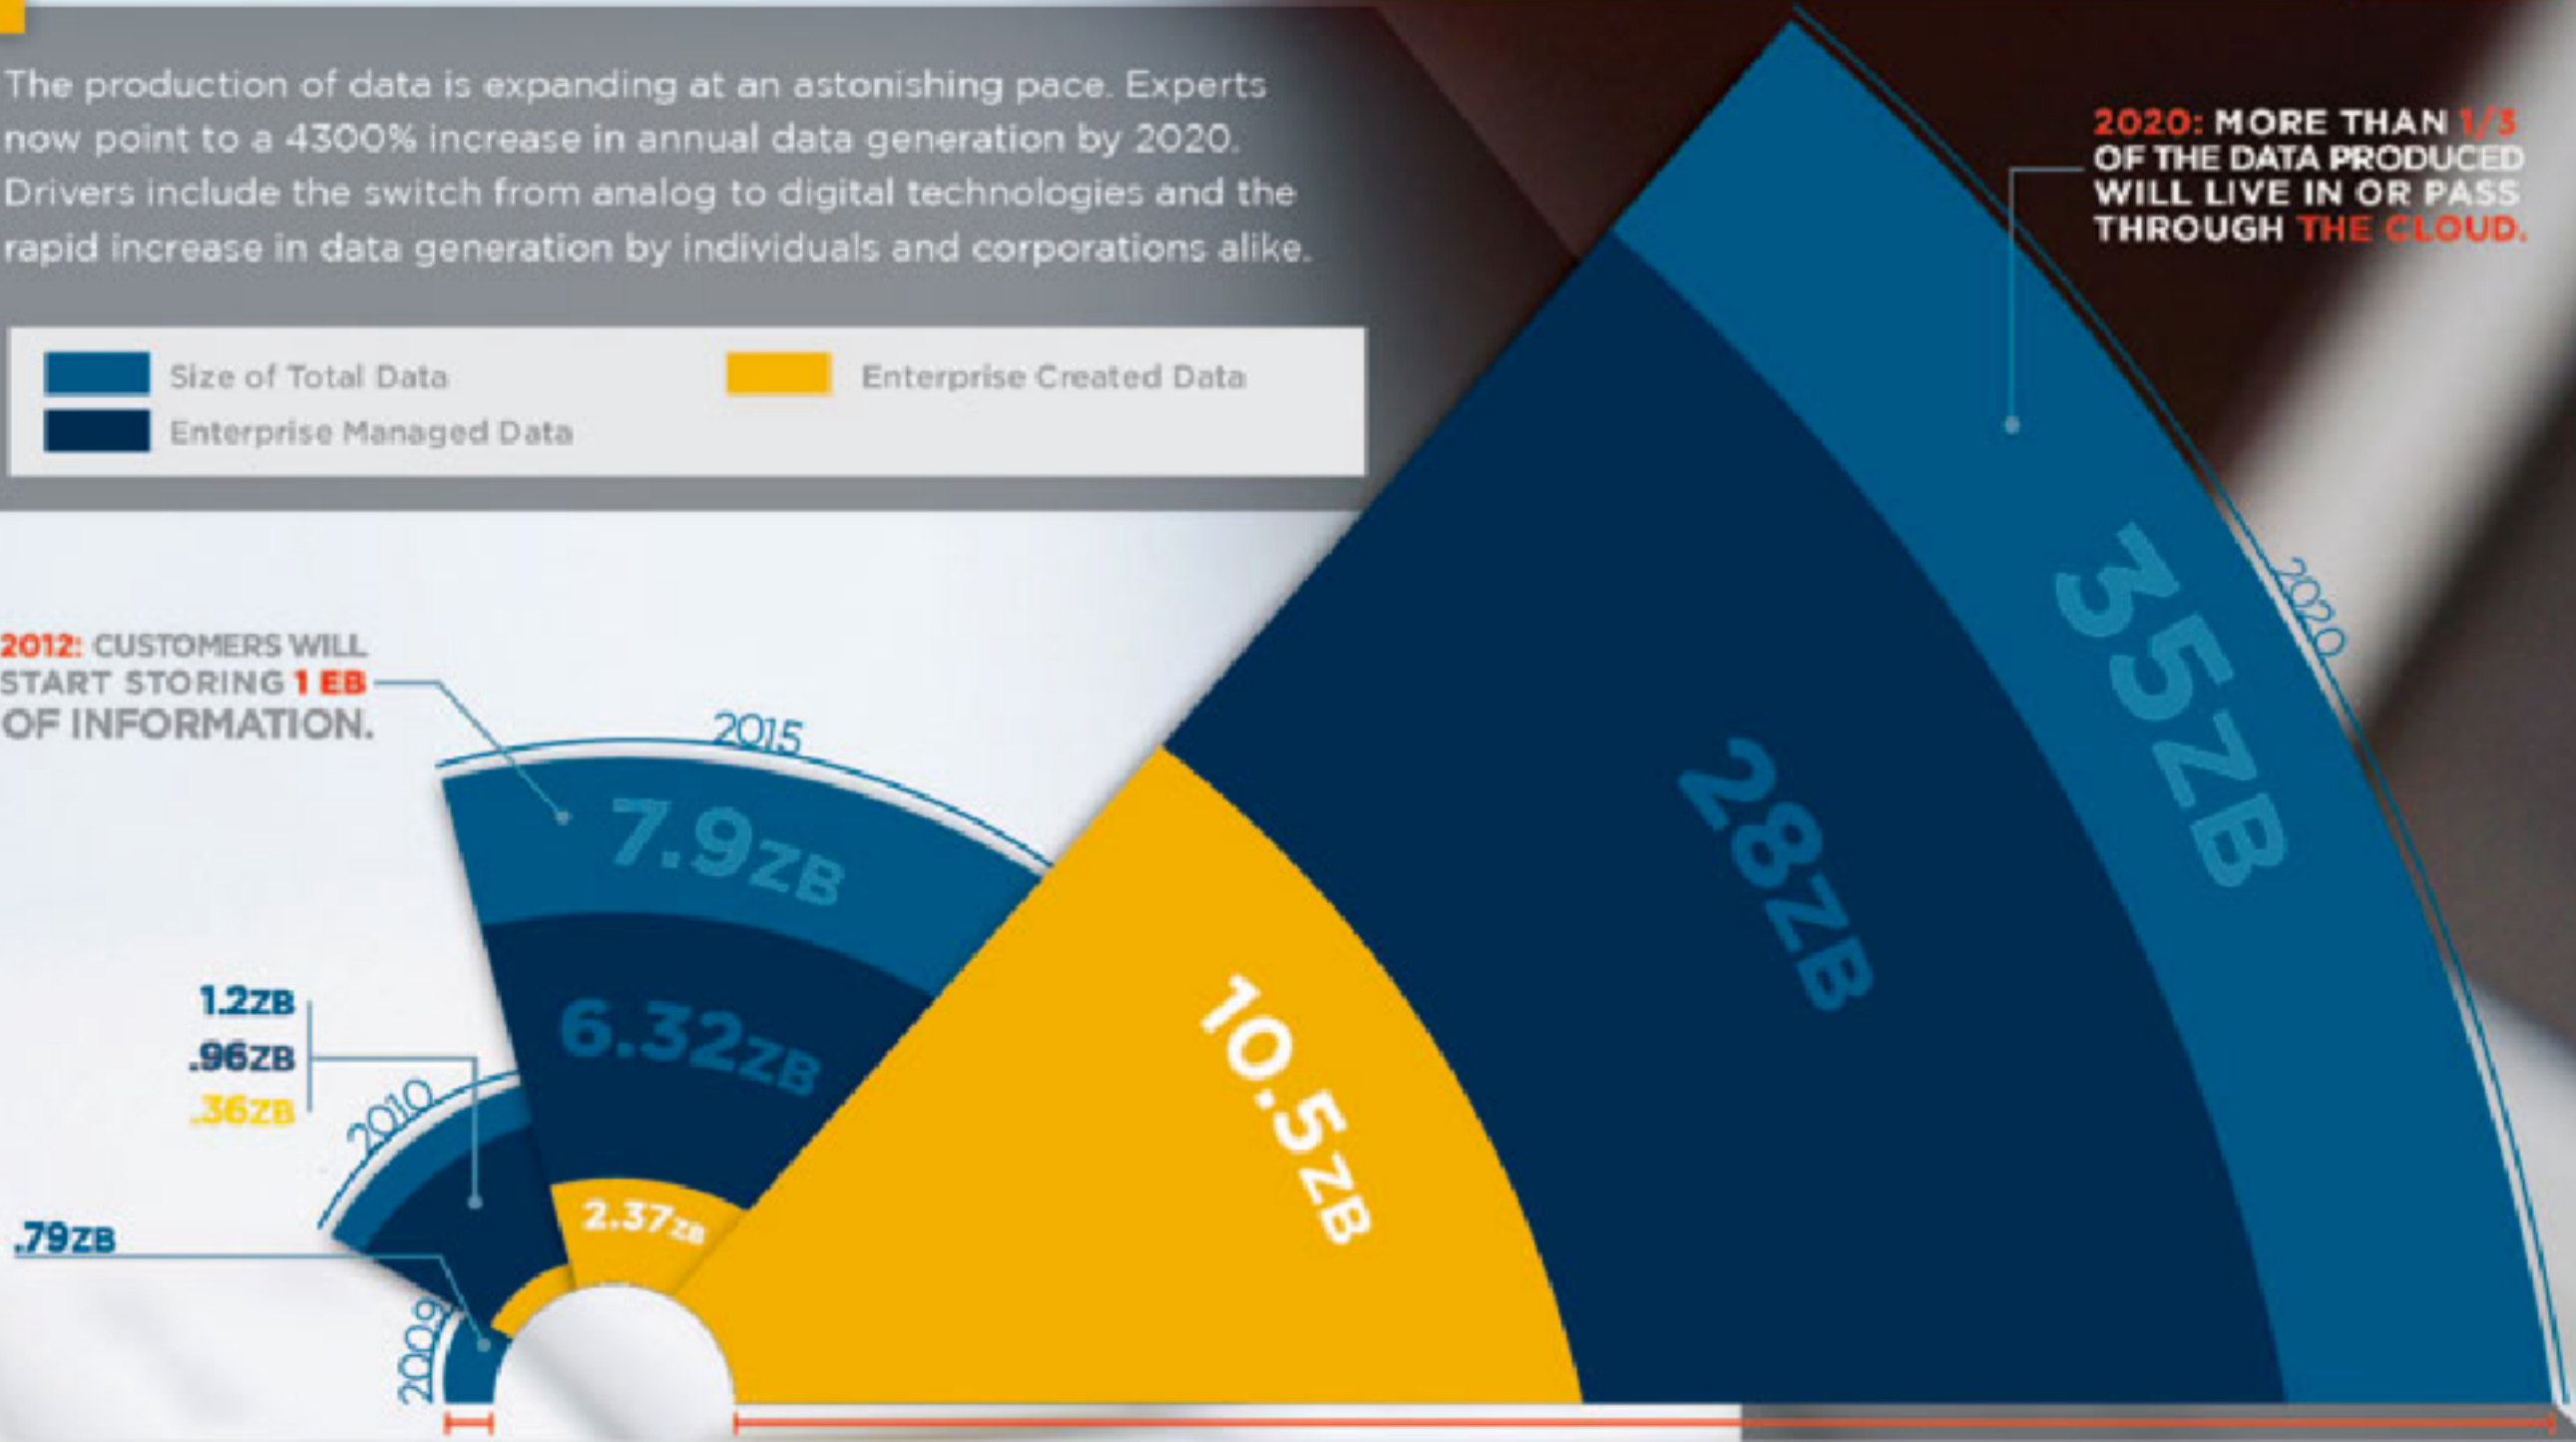 The production of data is expanding at an astonishing pace. Experts
now point to a 4300% increase in annual data generation by 2020.
Drivers include the switch from analog to digital technologies and the
rapid increase in data generation by individuals and corporations alike.
Size of Total Data
Enterprise Created Data
Enterprise Managed Data
2020: MORE THAN 1/3
OF THE DATA PRODUCED
WILL LIVE IN OR PASS
THROUGH THE CLOUD.
2012: CUSTOMERS WILL
START STORING 1 EB
OF INFORMATION.
2009
.79ZB
2010
1.2ZB
.96ZB
.36ZB
2015
7.9ZB
6.32ZB
2.37ZB
2020
35ZB
28ZB
10.5ZB